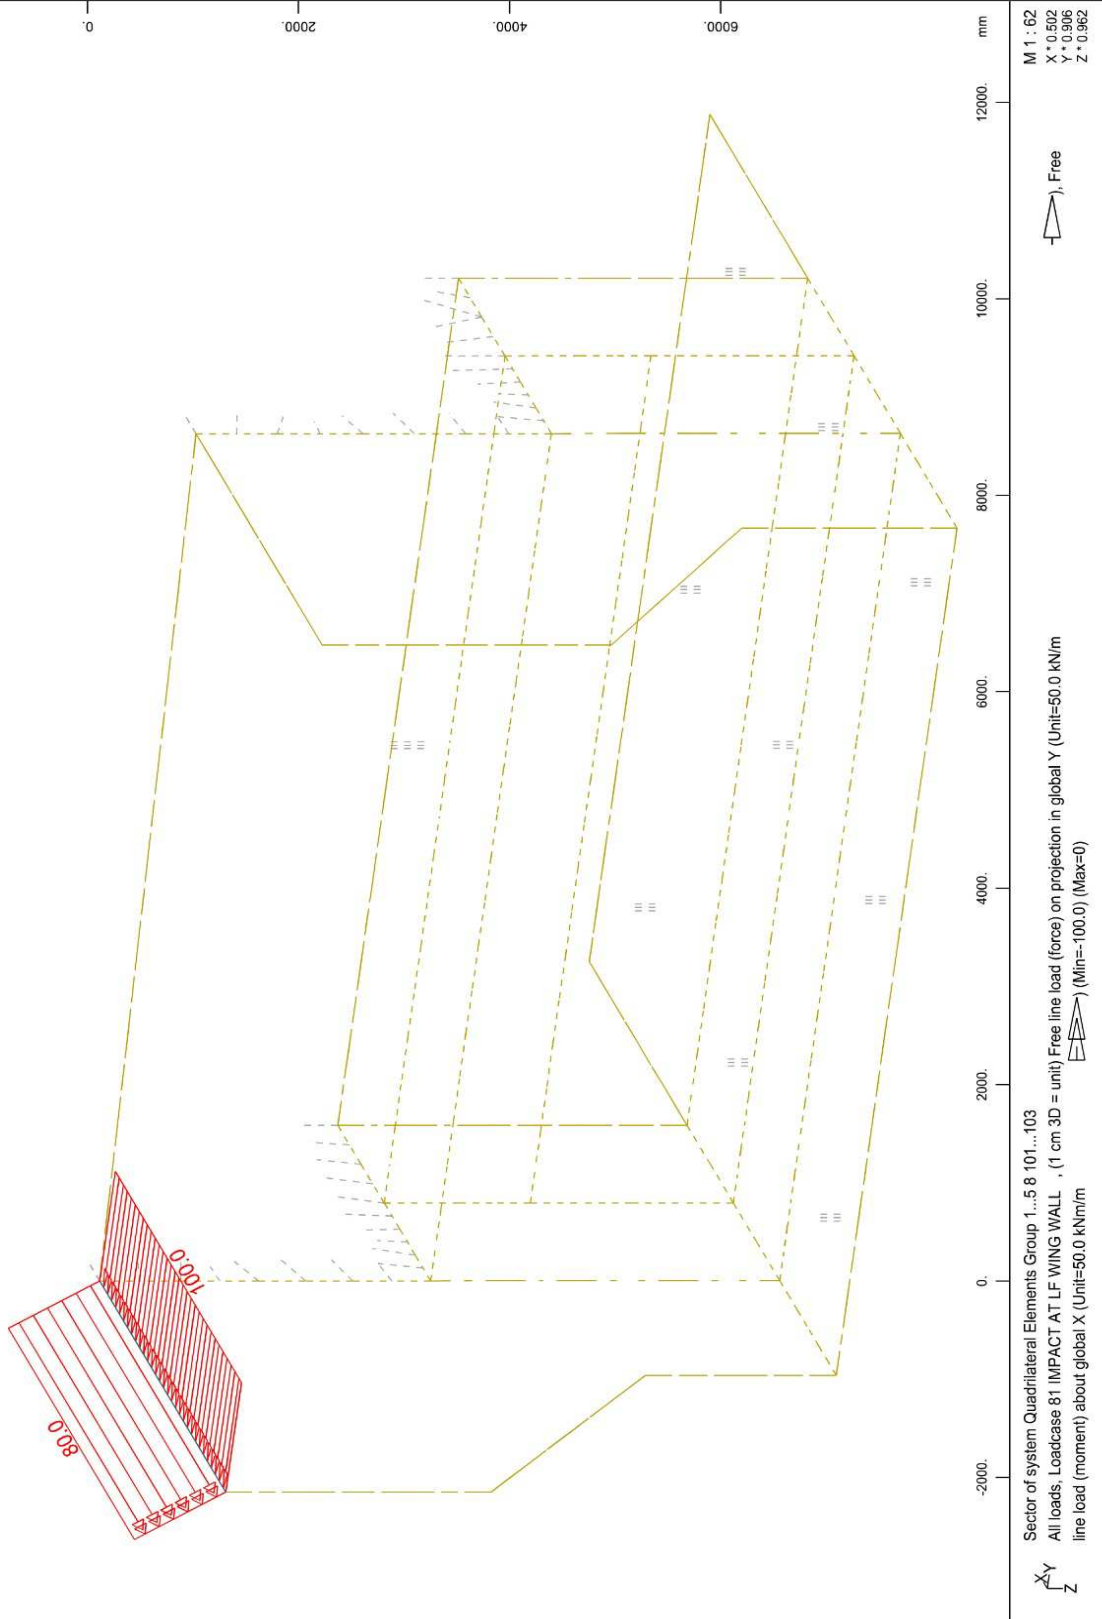 0.
2000.
4000.
6000.
mm
12000.
10000.
8000.
6000.
4000.
2000.
0.
-2000.
100.0
80.0
M 1 : 62
X * 0.502
Y * 0.906
Z * 0.962
Sector of system Quadrilateral Elements Group 1...5 8 101...103
All loads, Loadcase 81 IMPACT AT LF WING WALL , (1 cm 3D = unit) Free line load (force) on projection in global Y (Unit=50.0 kN/m
), Free
line load (moment) about global X (Unit=50.0 kNm/m
) (Min=-100.0) (Max=0)
X
Y
Z